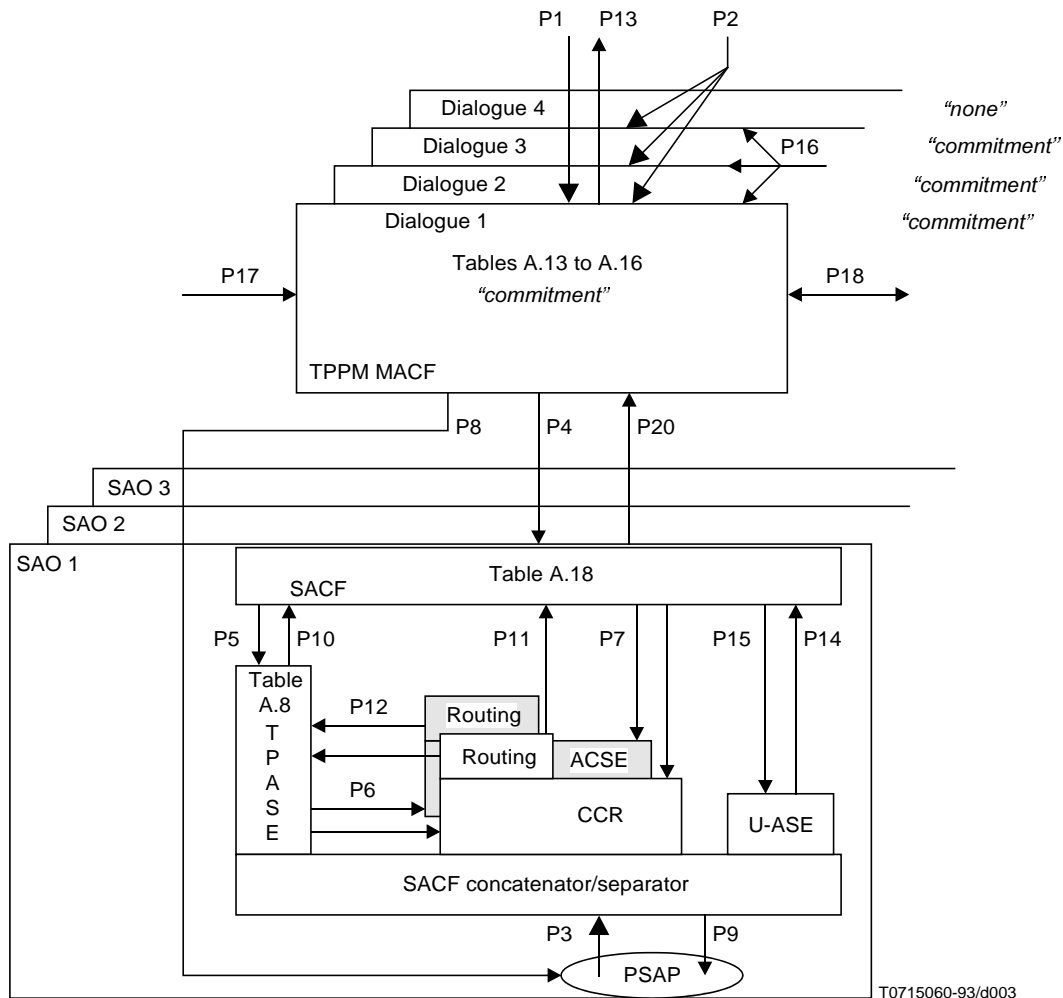 P1 P13 P2
Dialogue 4 “none”
Dialogue 3 P16 “commitment”
Dialogue 2 “commitment”
Dialogue 1 “commitment”
Tables A.13 to A.16
P17 “commitment” P18
TPPM MACF
P8 P4 P20
SAO 3
SAO 2
SAO 1
Table A.18
SACF
P5 P10 P11 P7 P15 P14
Table
A.8
T
P
A
S
E
P12 Routing
Routing ACSE
P6
CCR
U-ASE
SACF concatenator/separator
P3 P9
PSAP
T0715060-93/d003